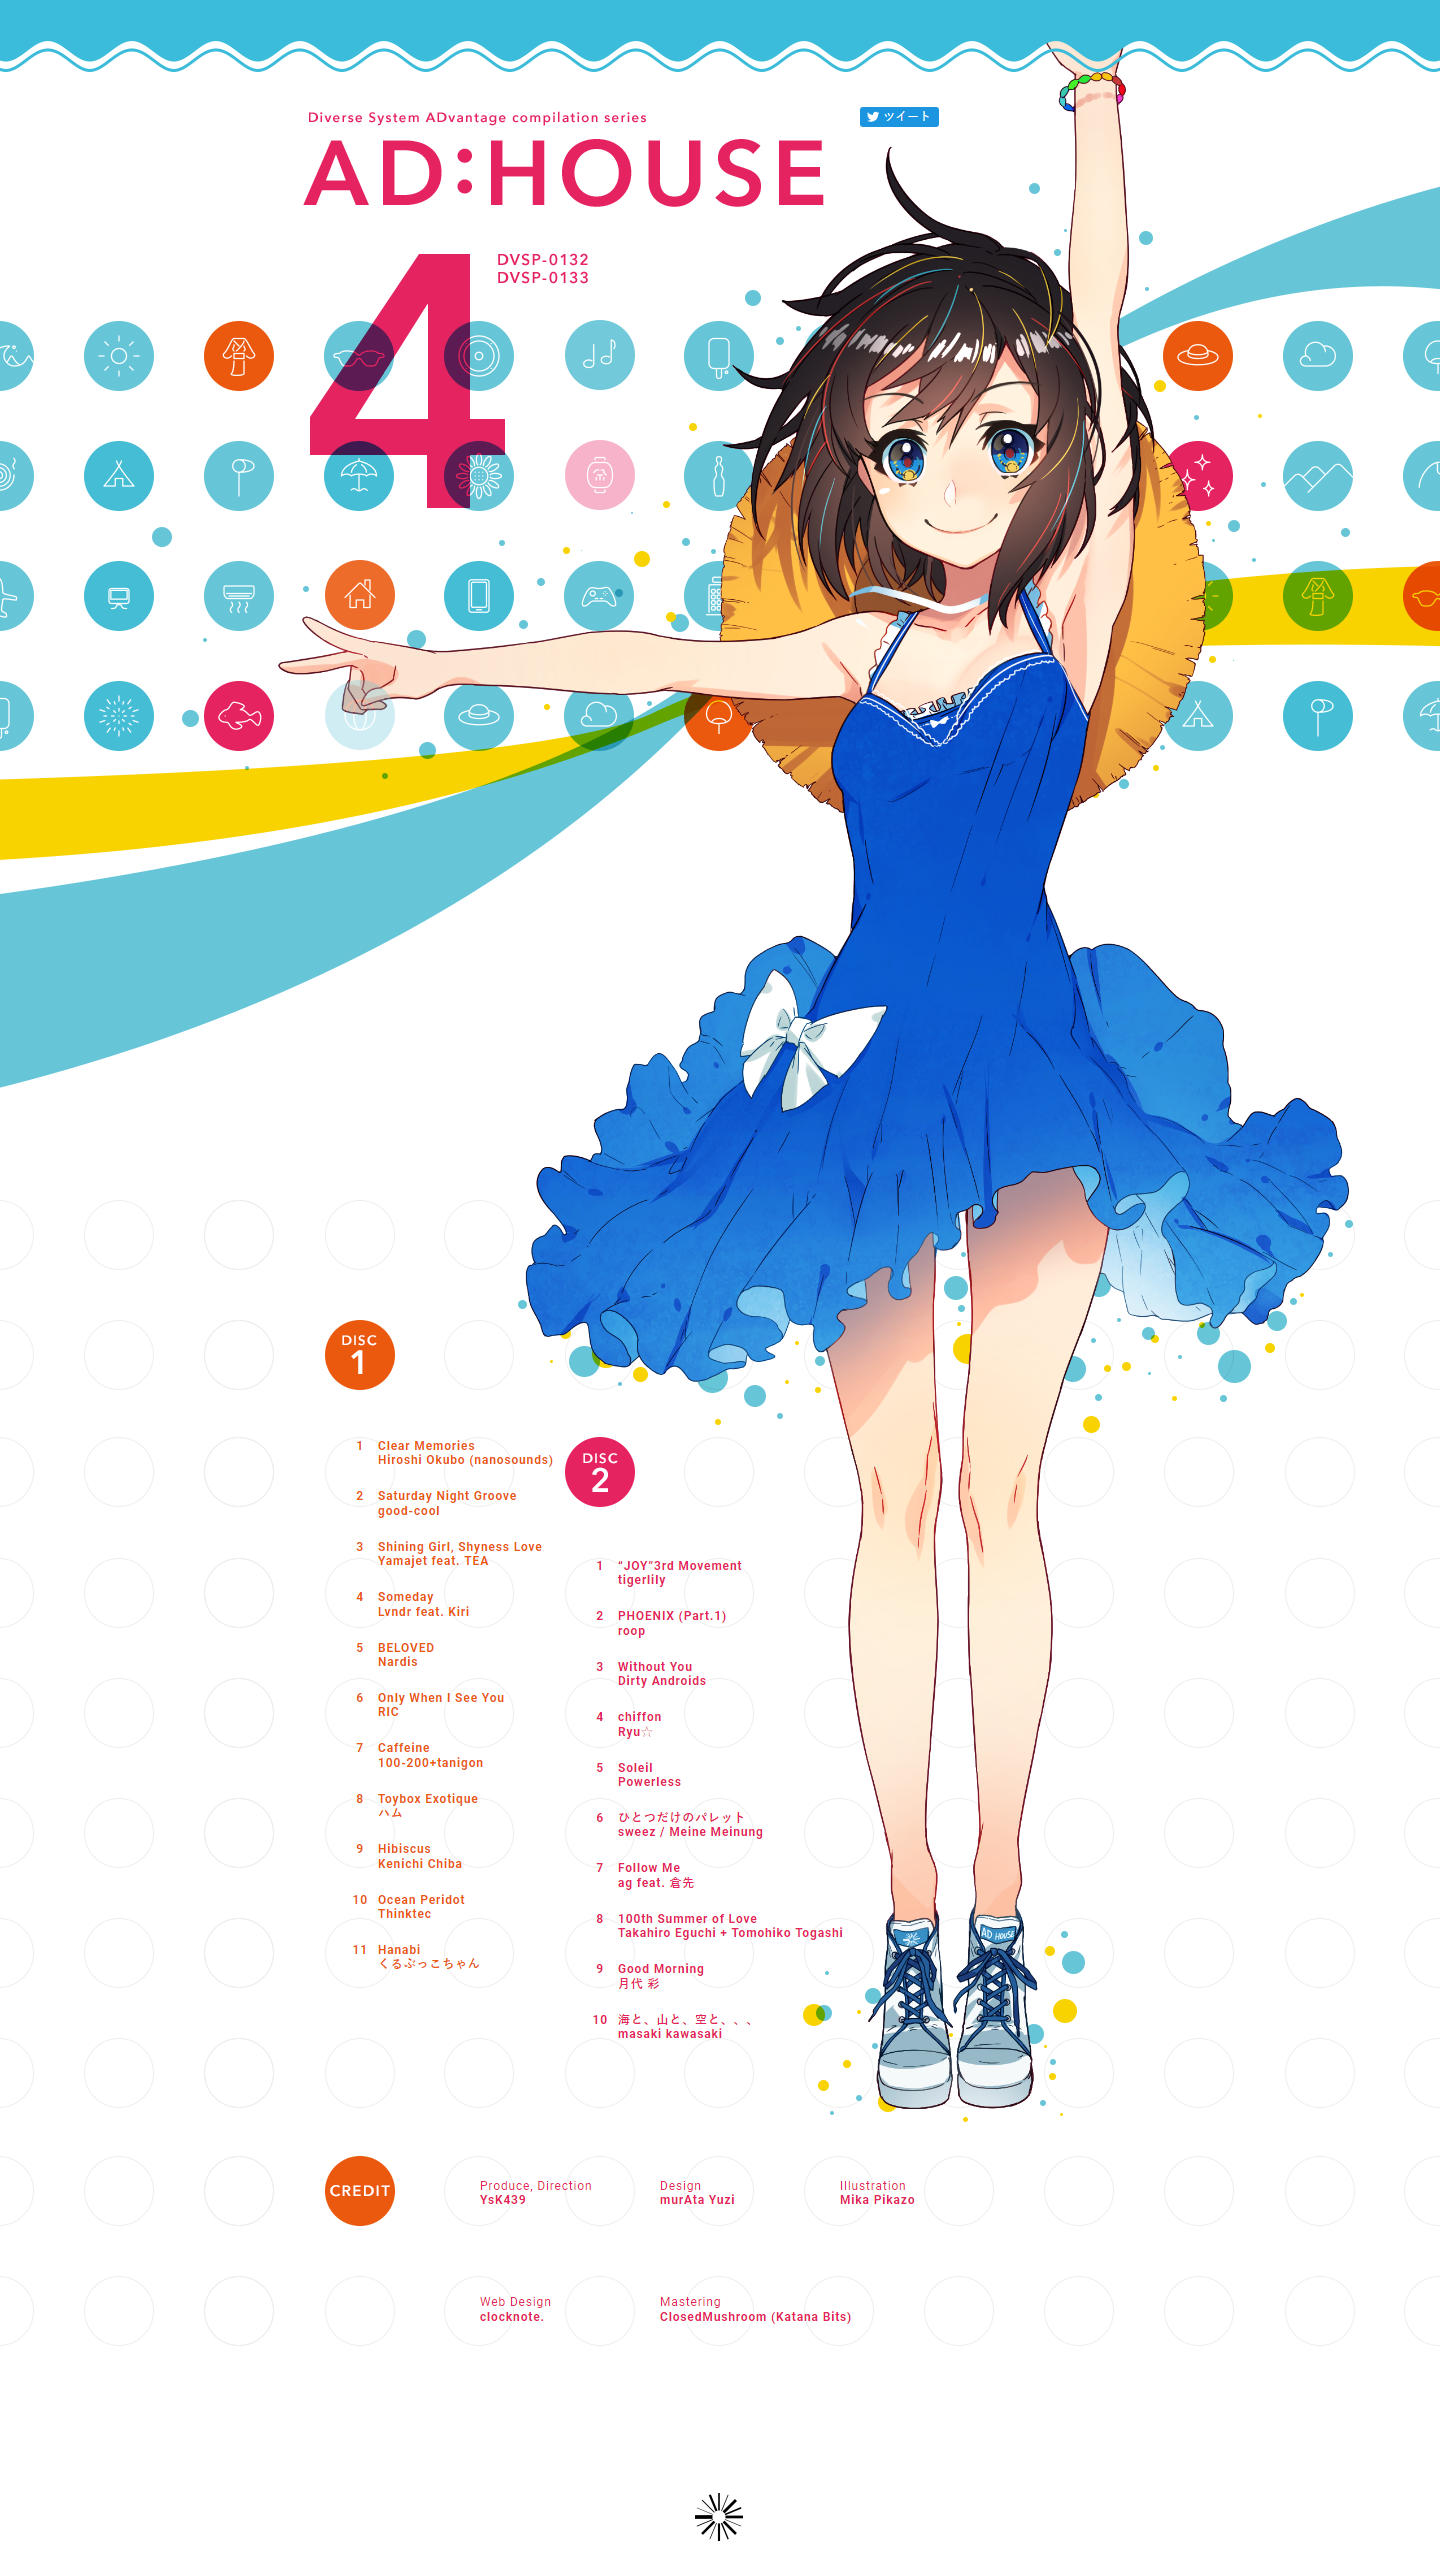 Diverse System ADvantage compilation series
ツイート
AD:HOUSE
4
DVSP-0132
DVSP-0133
DISC
1
1 Clear Memories
Hiroshi Okubo (nanosounds)
2 Saturday Night Groove
good-cool
3 Shining Girl, Shyness Love
Yamajet feat. TEA
4 Someday
Lvndr feat. Kiri
5 BELOVED
Nardis
6 Only When I See You
RIC
7 Caffeine
100-200+tanigon
8 Toybox Exotique
ハム
9 Hibiscus
Kenichi Chiba
10 Ocean Peridot
Thinktec
11 Hanabi
くるぶっこちゃん
DISC
2
1 “JOY”3rd Movement
tigerlily
2 PHOENIX (Part.1)
roop
3 Without You
Dirty Androids
4 chiffon
Ryu☆
5 Soleil
Powerless
6 ひとつだけのパレット
sweez / Meine Meinung
7 Follow Me
ag feat. 倉先
8 100th Summer of Love
Takahiro Eguchi + Tomohiko Togashi
9 Good Morning
月代 彩
10 海と、山と、空と、、、
masaki kawasaki
AD HOUSE
CREDIT
Produce, Direction
YsK439
Design
murAta Yuzi
Illustration
Mika Pikazo
Web Design
clocknote.
Mastering
ClosedMushroom (Katana Bits)